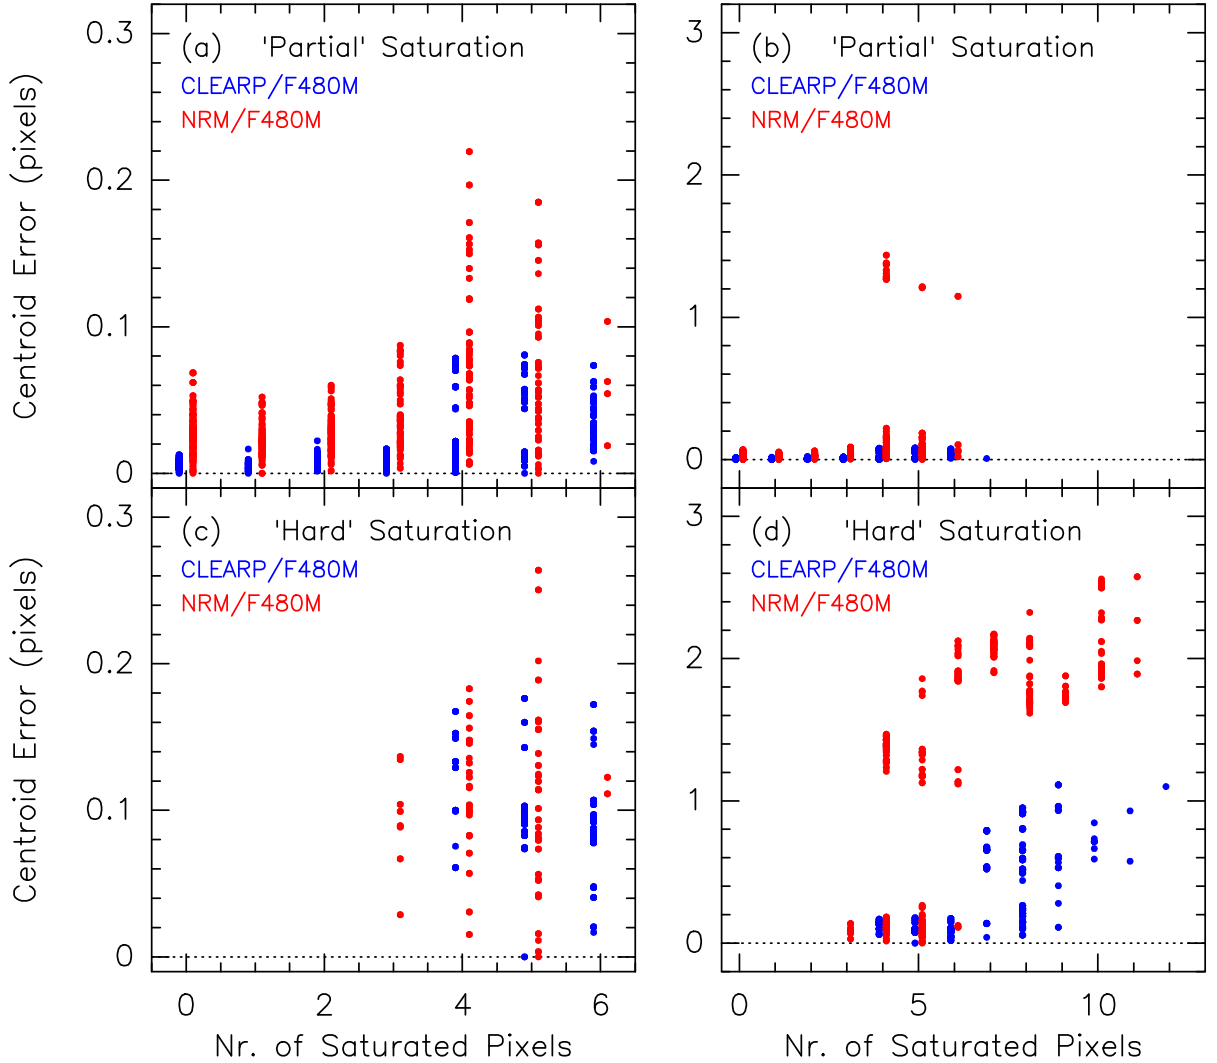 (a) 'Partial' Saturation
CLEARP/F480M
NRM/F480M
0.3
0.2
0.1
0
Centroid Error (pixels)
(b) 'Partial' Saturation
CLEARP/F480M
NRM/F480M
3
2
1
0
(c) 'Hard' Saturation
CLEARP/F480M
NRM/F480M
0.3
0.2
0.1
0
Centroid Error (pixels)
0 2 4 6
Nr. of Saturated Pixels
(d) 'Hard' Saturation
CLEARP/F480M
NRM/F480M
3
2
1
0
0 5 10
Nr. of Saturated Pixels